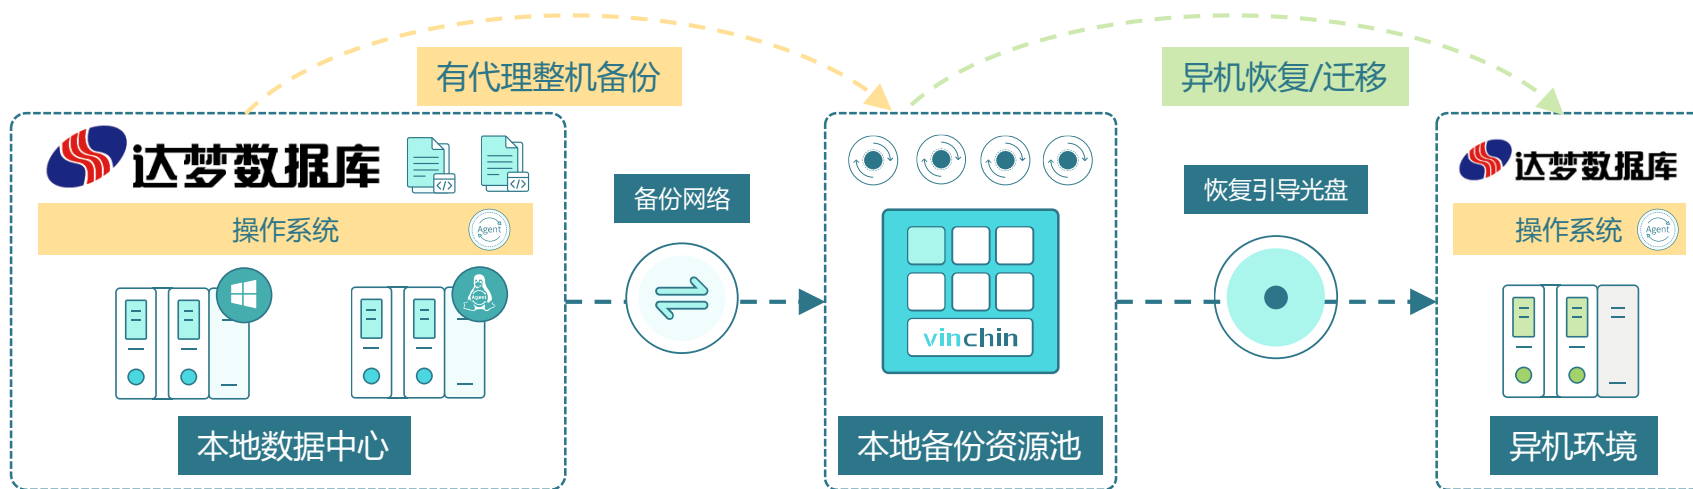 有代理整机备份
异机恢复/迁移
达梦数据库
</>
</>
操作系统
Agent
Agent
本地数据中心
备份网络
vinchin
本地备份资源池
恢复引导光盘
达梦数据库
操作系统
Agent
异机环境